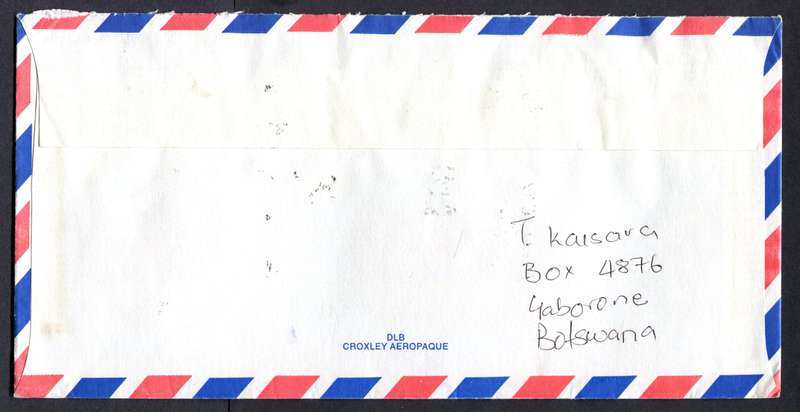 T. Kaisara
Box 4876
Gaborone
Botswana
DLB
CROXLEY AEROPAQUE